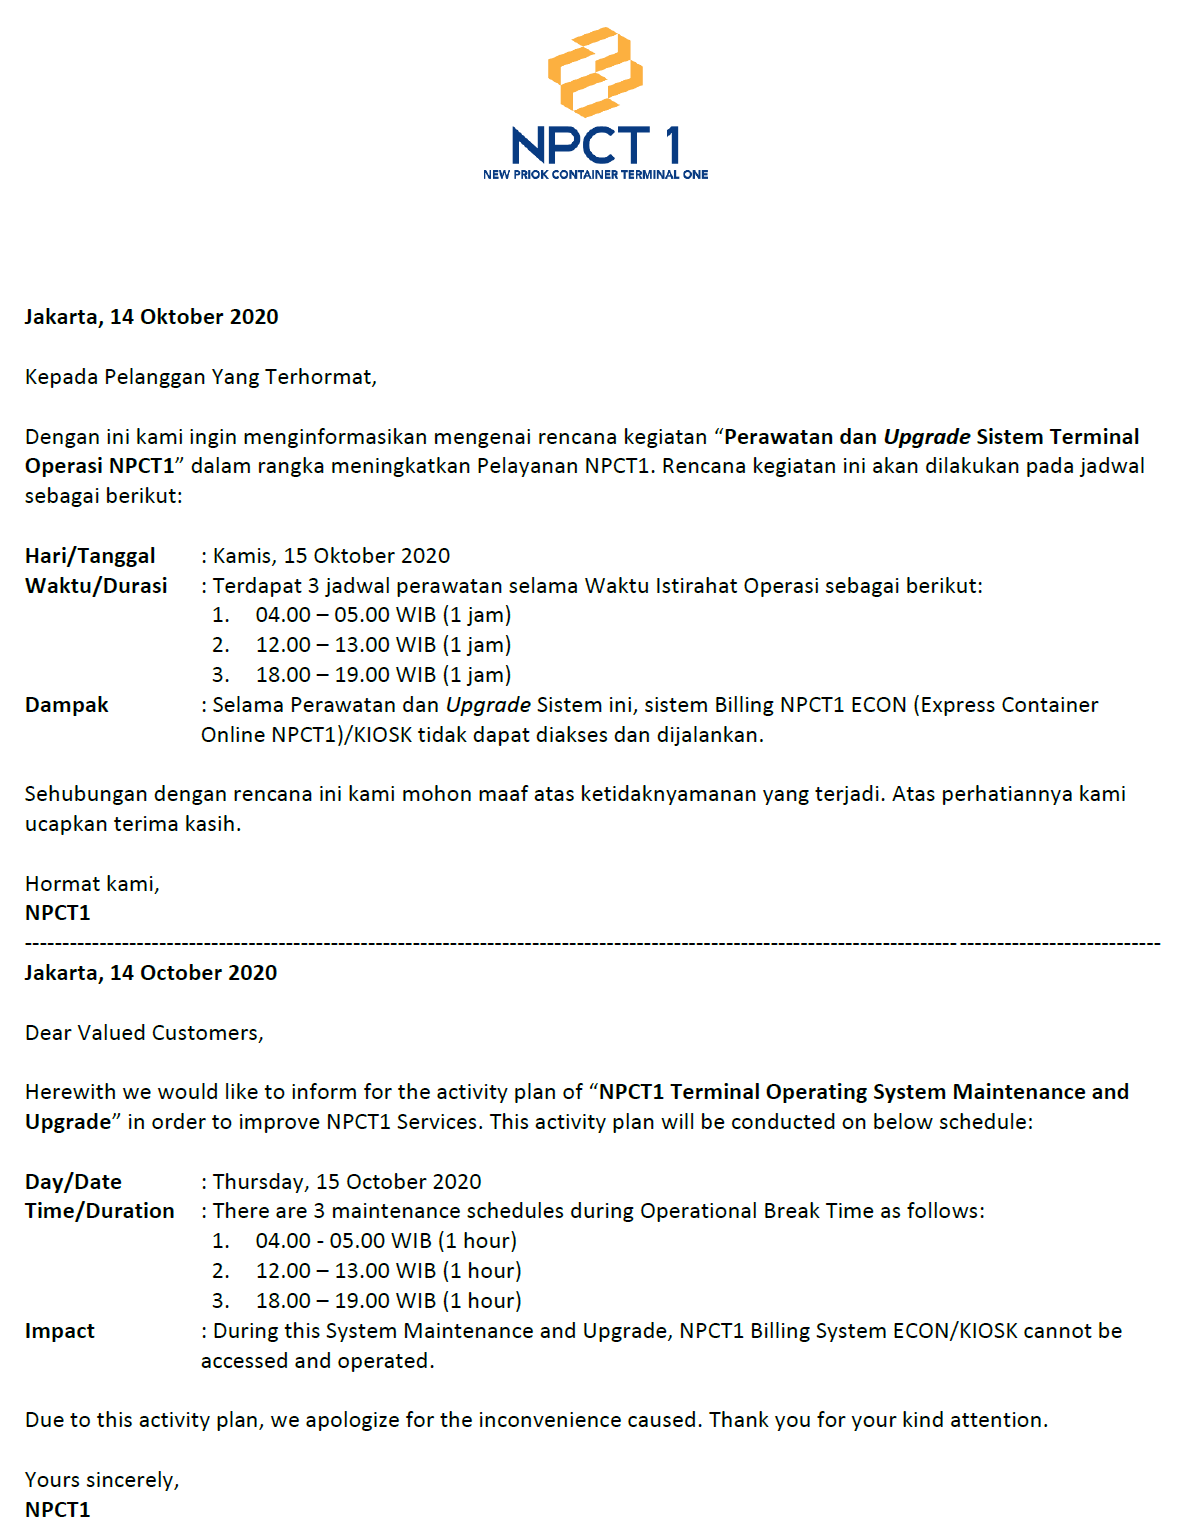 NPCT 1
NEW PRIOK CONTAINER TERMINAL ONE
Jakarta, 14 Oktober 2020
Kepada Pelanggan Yang Terhormat,
Dengan ini kami ingin menginformasikan mengenai rencana kegiatan “Perawatan dan Upgrade Sistem Terminal
Operasi NPCT1” dalam rangka meningkatkan Pelayanan NPCT1. Rencana kegiatan ini akan dilakukan pada jadwal
sebagai berikut:
Hari/Tanggal : Kamis, 15 Oktober 2020
Waktu/Durasi : Terdapat 3 jadwal perawatan selama Waktu Istirahat Operasi sebagai berikut:
1. 04.00 – 05.00 WIB (1 jam)
2. 12.00 – 13.00 WIB (1 jam)
3. 18.00 – 19.00 WIB (1 jam)
Dampak : Selama Perawatan dan Upgrade Sistem ini, sistem Billing NPCT1 ECON (Express Container
Online NPCT1)/KIOSK tidak dapat diakses dan dijalankan.
Sehubungan dengan rencana ini kami mohon maaf atas ketidaknyamanan yang terjadi. Atas perhatiannya kami
ucapkan terima kasih.
Hormat kami,
NPCT1
-----------------------------------------------------------------------------------------------------------------------------------------------------------
Jakarta, 14 October 2020
Dear Valued Customers,
Herewith we would like to inform for the activity plan of “NPCT1 Terminal Operating System Maintenance and
Upgrade” in order to improve NPCT1 Services. This activity plan will be conducted on below schedule:
Day/Date : Thursday, 15 October 2020
Time/Duration : There are 3 maintenance schedules during Operational Break Time as follows:
1. 04.00 - 05.00 WIB (1 hour)
2. 12.00 – 13.00 WIB (1 hour)
3. 18.00 – 19.00 WIB (1 hour)
Impact : During this System Maintenance and Upgrade, NPCT1 Billing System ECON/KIOSK cannot be
accessed and operated.
Due to this activity plan, we apologize for the inconvenience caused. Thank you for your kind attention.
Yours sincerely,
NPCT1